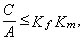 C/A ≤ K_f K_m,